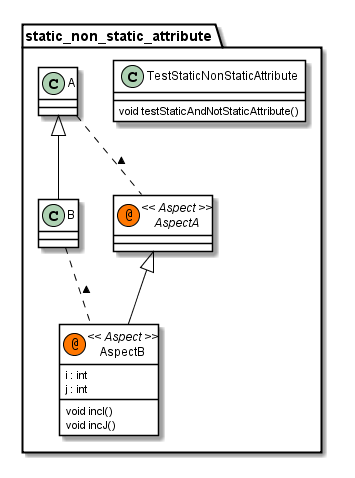 static_non_static_attribute
C A
C TestStaticNonStaticAttribute
void testStaticAndNotStaticAttribute()
C B
@ << Aspect >>
AspectA
@ << Aspect >>
AspectB
i : int
j : int
void incI()
void incJ()